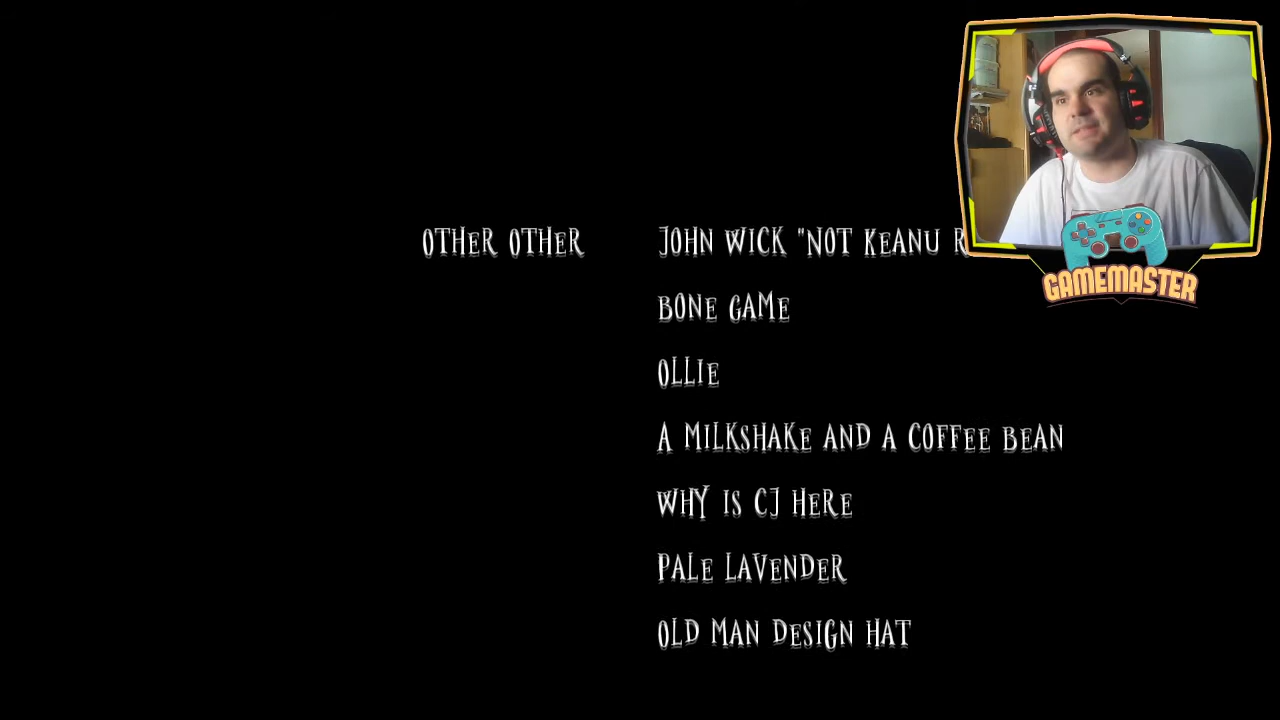 OTHER OTHER JOHN WICK "NOT KEANU
BONE GAME
OLLIE
A MILKSHAKE AND A COFFEE BEAN
WHY IS CJ HERE
PALE LAVENDER
OLD MAN DESIGN HAT
GAMEMASTER